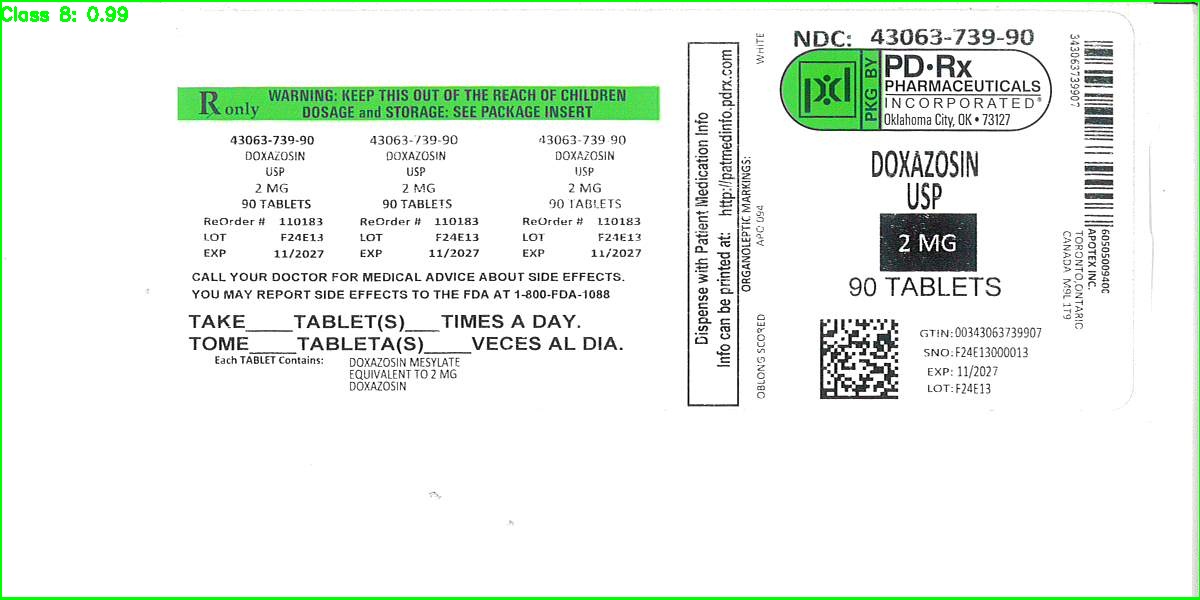 Class 8: 0.99
Rx only
WARNING: KEEP THIS OUT OF THE REACH OF CHILDREN
DOSAGE and STORAGE: SEE PACKAGE INSERT
43063-739-90 43063-739-90 43063-739-90
DOXAZOSIN DOXAZOSIN DOXAZOSIN
USP USP USP
2 MG 2 MG 2 MG
90 TABLETS 90 TABLETS 90 TABLETS
ReOrder # 110183 ReOrder # 110183 ReOrder # 110183
LOT F24E13 LOT F24E13 LOT F24E13
EXP 11/2027 EXP 11/2027 EXP 11/2027
CALL YOUR DOCTOR FOR MEDICAL ADVICE ABOUT SIDE EFFECTS.
YOU MAY REPORT SIDE EFFECTS TO THE FDA AT 1-800-FDA-1088
TAKE____TABLET(S)___TIMES A DAY.
TOME____TABLETA(S)____VECES AL DIA.
Each TABLET Contains: DOXAZOSIN MESYLATE
EQUIVALENT TO 2 MG
DOXAZOSIN
Dispense with Patient Medication Info
Info can be printed at: http://patmedinfo.pdrx.com
ORGANOLEPTIC MARKINGS:
OBLONG SCORED APO 094 WHITE
NDC: 43063-739-90
pd
PKG BY
PD·Rx
PHARMACEUTICALS
INCORPORATED®
Oklahoma City, OK • 73127
DOXAZOSIN
USP
2 MG
90 TABLETS
GTIN: 00343063739907
SNO: F24E13000013
EXP: 11/2027
LOT: F24E13
343063739907
60505009400
APOTEX INC.
TORONTO,ONTARIO
CANADA M9L 1T9